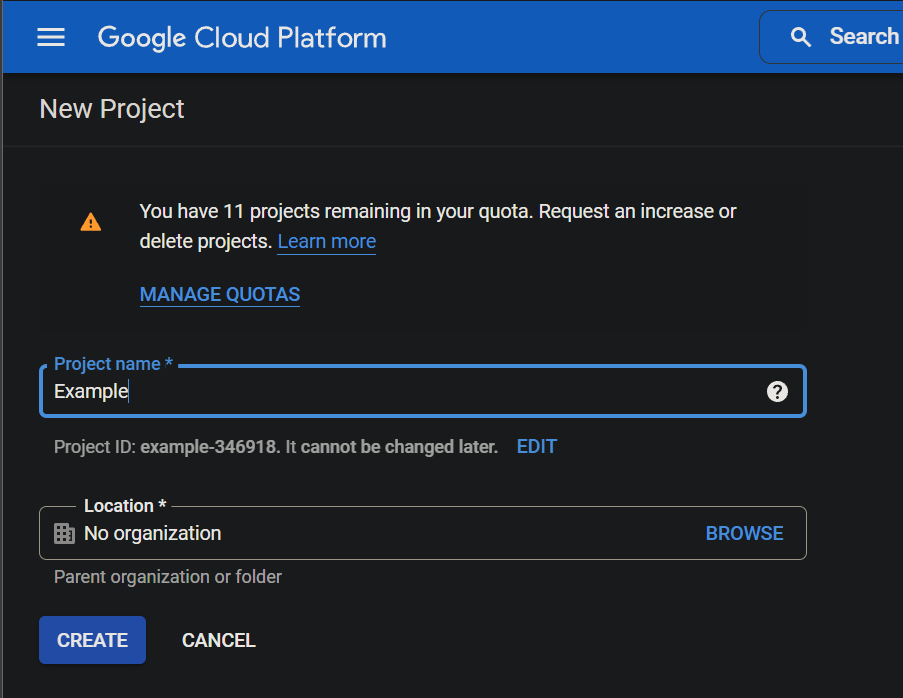 Google Cloud Platform
Search
New Project
You have 11 projects remaining in your quota. Request an increase or
delete projects. Learn more
MANAGE QUOTAS
Project name *
Example
Project ID: example-346918. It cannot be changed later. EDIT
Location *
No organization BROWSE
Parent organization or folder
CREATE CANCEL